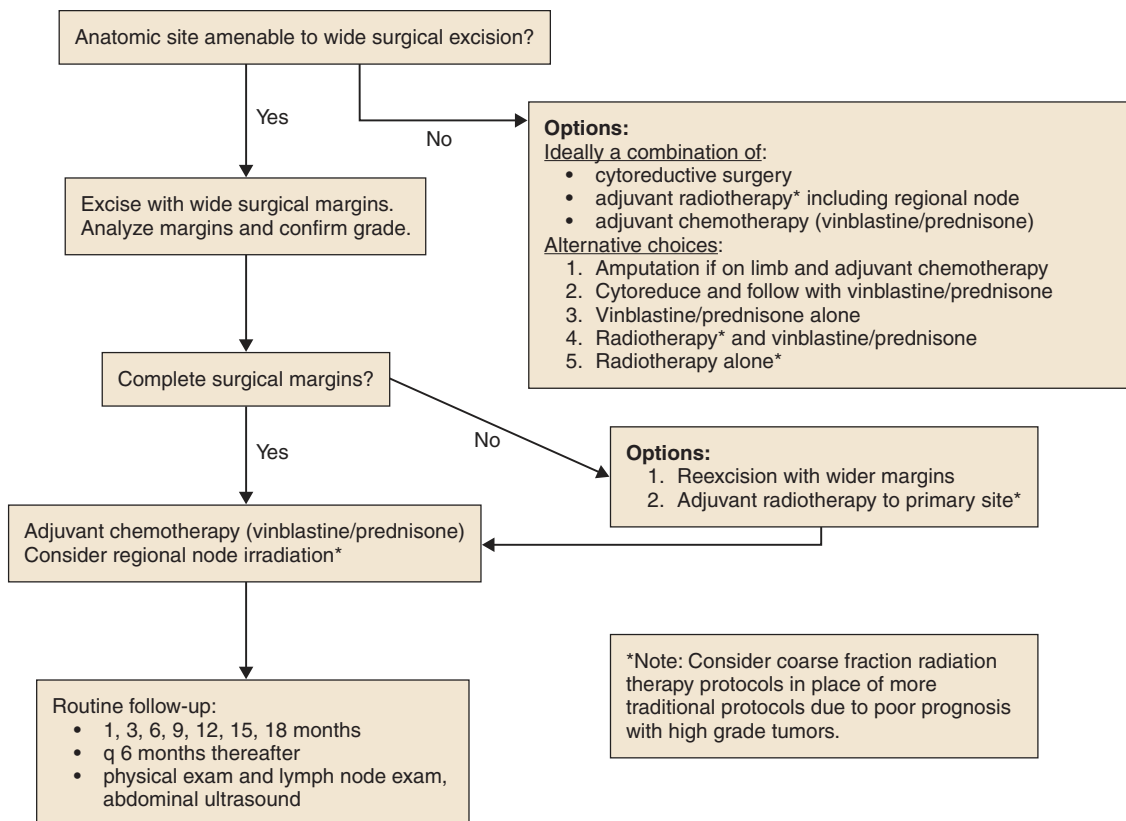 Anatomic site amenable to wide surgical excision?
Yes
No
Options:
Ideally a combination of:
• cytoreductive surgery
• adjuvant radiotherapy* including regional node
• adjuvant chemotherapy (vinblastine/prednisone)
Alternative choices:
1. Amputation if on limb and adjuvant chemotherapy
2. Cytoreduce and follow with vinblastine/prednisone
3. Vinblastine/prednisone alone
4. Radiotherapy* and vinblastine/prednisone
5. Radiotherapy alone*
Excise with wide surgical margins.
Analyze margins and confirm grade.
Complete surgical margins?
Yes
No
Options:
1. Reexcision with wider margins
2. Adjuvant radiotherapy to primary site*
Adjuvant chemotherapy (vinblastine/prednisone)
Consider regional node irradiation*
*Note: Consider coarse fraction radiation
therapy protocols in place of more
traditional protocols due to poor prognosis
with high grade tumors.
Routine follow-up:
• 1, 3, 6, 9, 12, 15, 18 months
• q 6 months thereafter
• physical exam and lymph node exam,
abdominal ultrasound